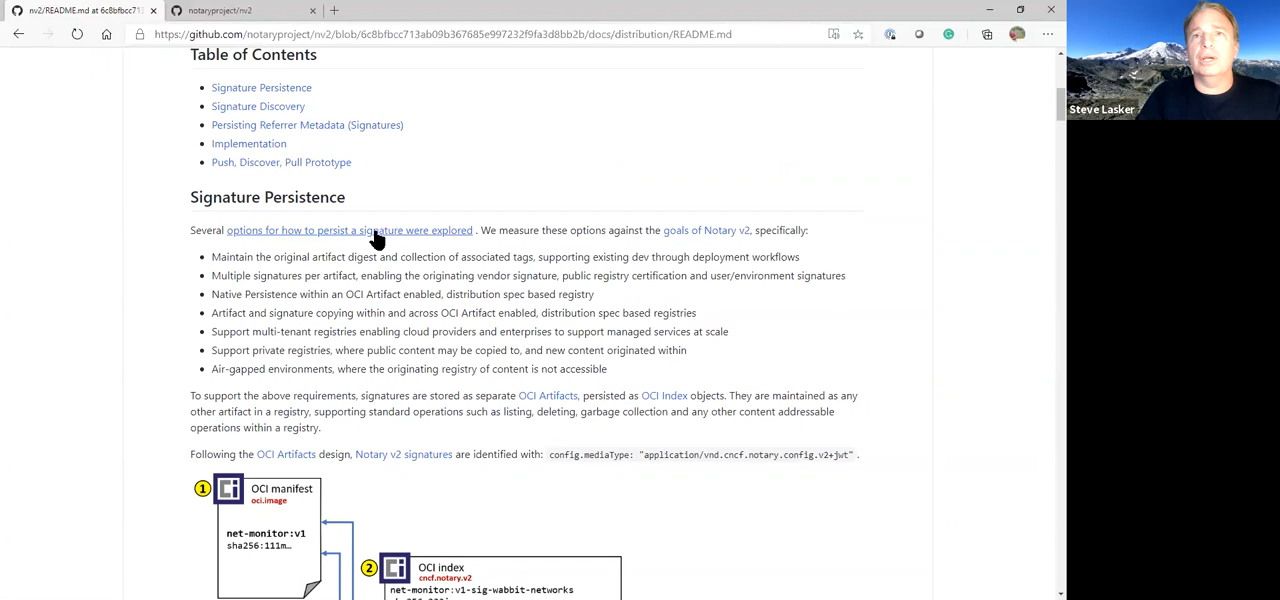 nv2/README.md at 6c8bfbcc713
notaryproject/nv2
https://github.com/notaryproject/nv2/blob/6c8bfbcc713ab09b367685e997232f9fa3d8bb2b/docs/distribution/README.md
Steve Lasker
Table of Contents
• Signature Persistence
• Signature Discovery
• Persisting Referrer Metadata (Signatures)
• Implementation
• Push, Discover, Pull Prototype
Signature Persistence
Several options for how to persist a signature were explored . We measure these options against the goals of Notary v2, specifically:
• Maintain the original artifact digest and collection of associated tags, supporting existing dev through deployment workflows
• Multiple signatures per artifact, enabling the originating vendor signature, public registry certification and user/environment signatures
• Native Persistence within an OCI Artifact enabled, distribution spec based registry
• Artifact and signature copying within and across OCI Artifact enabled, distribution spec based registries
• Support multi-tenant registries enabling cloud providers and enterprises to support managed services at scale
• Support private registries, where public content may be copied to, and new content originated within
• Air-gapped environments, where the originating registry of content is not accessible
To support the above requirements, signatures are stored as separate OCI Artifacts, persisted as OCI Index objects. They are maintained as any
other artifact in a registry, supporting standard operations such as listing, deleting, garbage collection and any other content addressable
operations within a registry.
Following the OCI Artifacts design, Notary v2 signatures are identified with: config.mediaType: "application/vnd.cncf.notary.config.v2+jwt" .
1
Ci
OCI manifest
oci.image
net-monitor:v1
sha256:111m…
2
Ci
OCI index
cncf.notary.v2
net-monitor:v1-sig-wabbit-networks